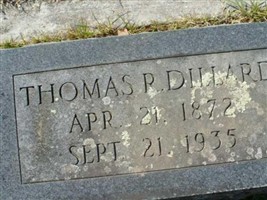 THOMAS R. DILLARD
APR. 21. 1872
SEPT. 21. 1935